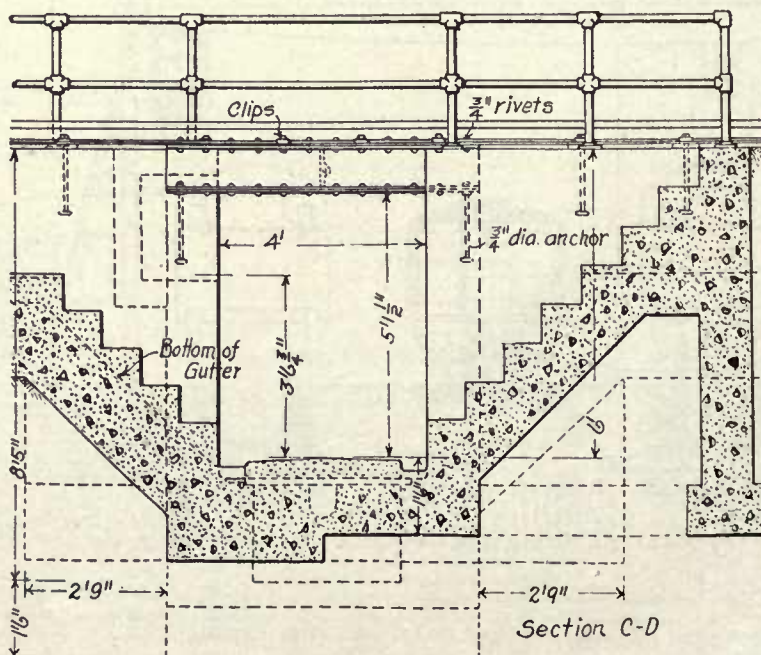 Clips
3/4" rivets
4'
3/4" dia. anchor
5'1 1/2"
3'6 3/4"
Bottom of
Gutter
6'
8'5"
2'9"
2'9"
1'6"
Section C-D